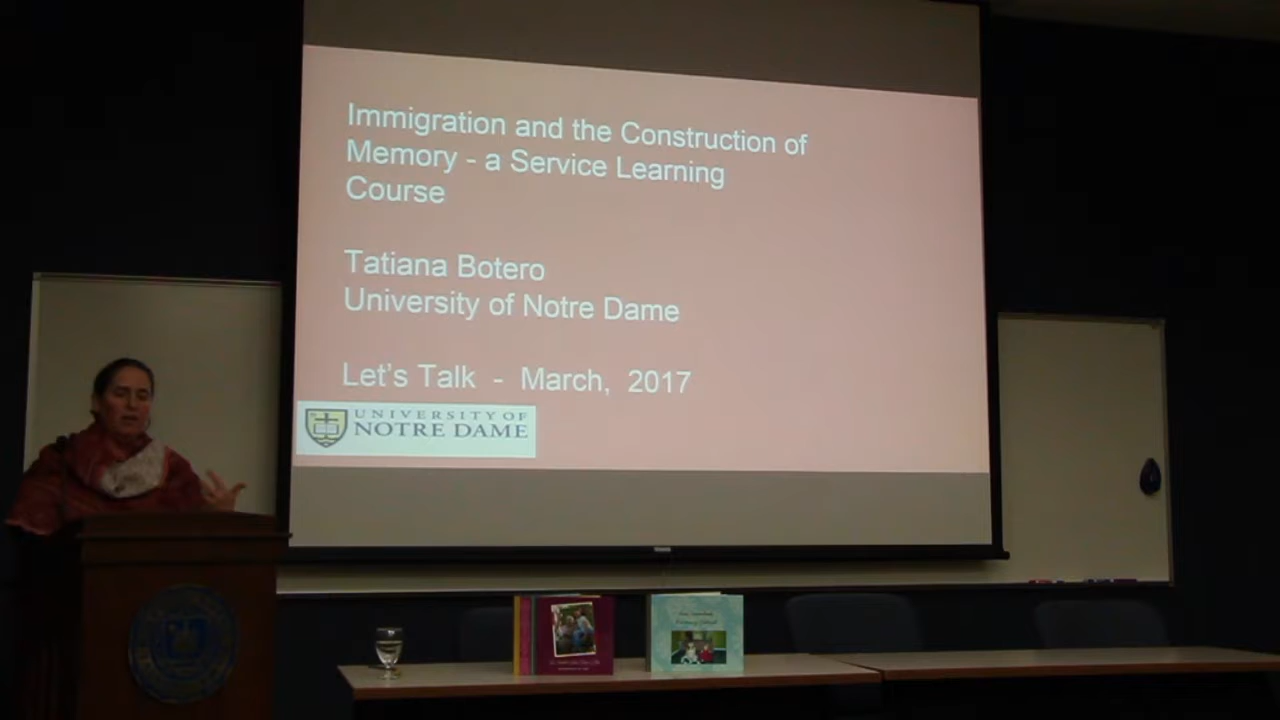 Immigration and the Construction of
Memory - a Service Learning
Course
Tatiana Botero
University of Notre Dame
Let's Talk - March, 2017
UNIVERSITY OF
NOTRE DAME